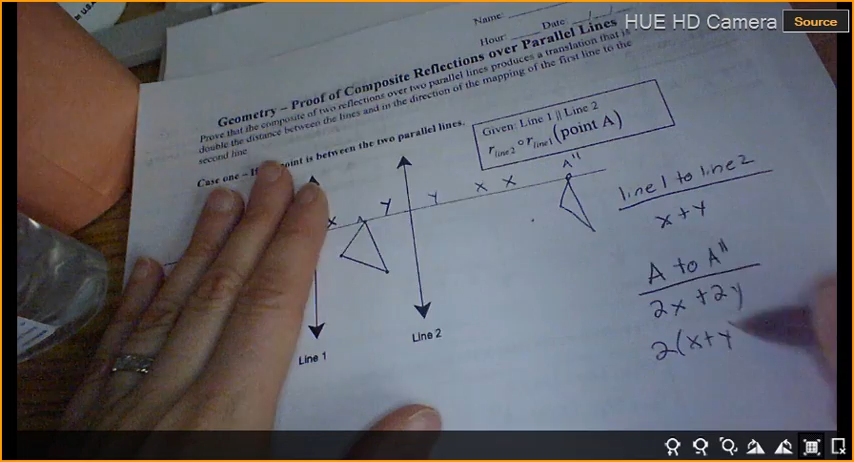 Name:
HUE HD Camera
Source
Hour: Date: / /
Geometry – Proof of Composite Reflections over Parallel Lines
Prove that the composite of two reflections over two parallel lines produces a translation that is
double the distance between the lines and in the direction of the mapping of the first line to the
second line
Given: Line 1 || Line 2
r line 2 ∘ r line1 (point A)
Case one – If point is between the two parallel lines.
A"
X A Y Y X X
line 1 to line 2
x + y
A to A"
2x + 2y
2(x+y
Line 1
Line 2